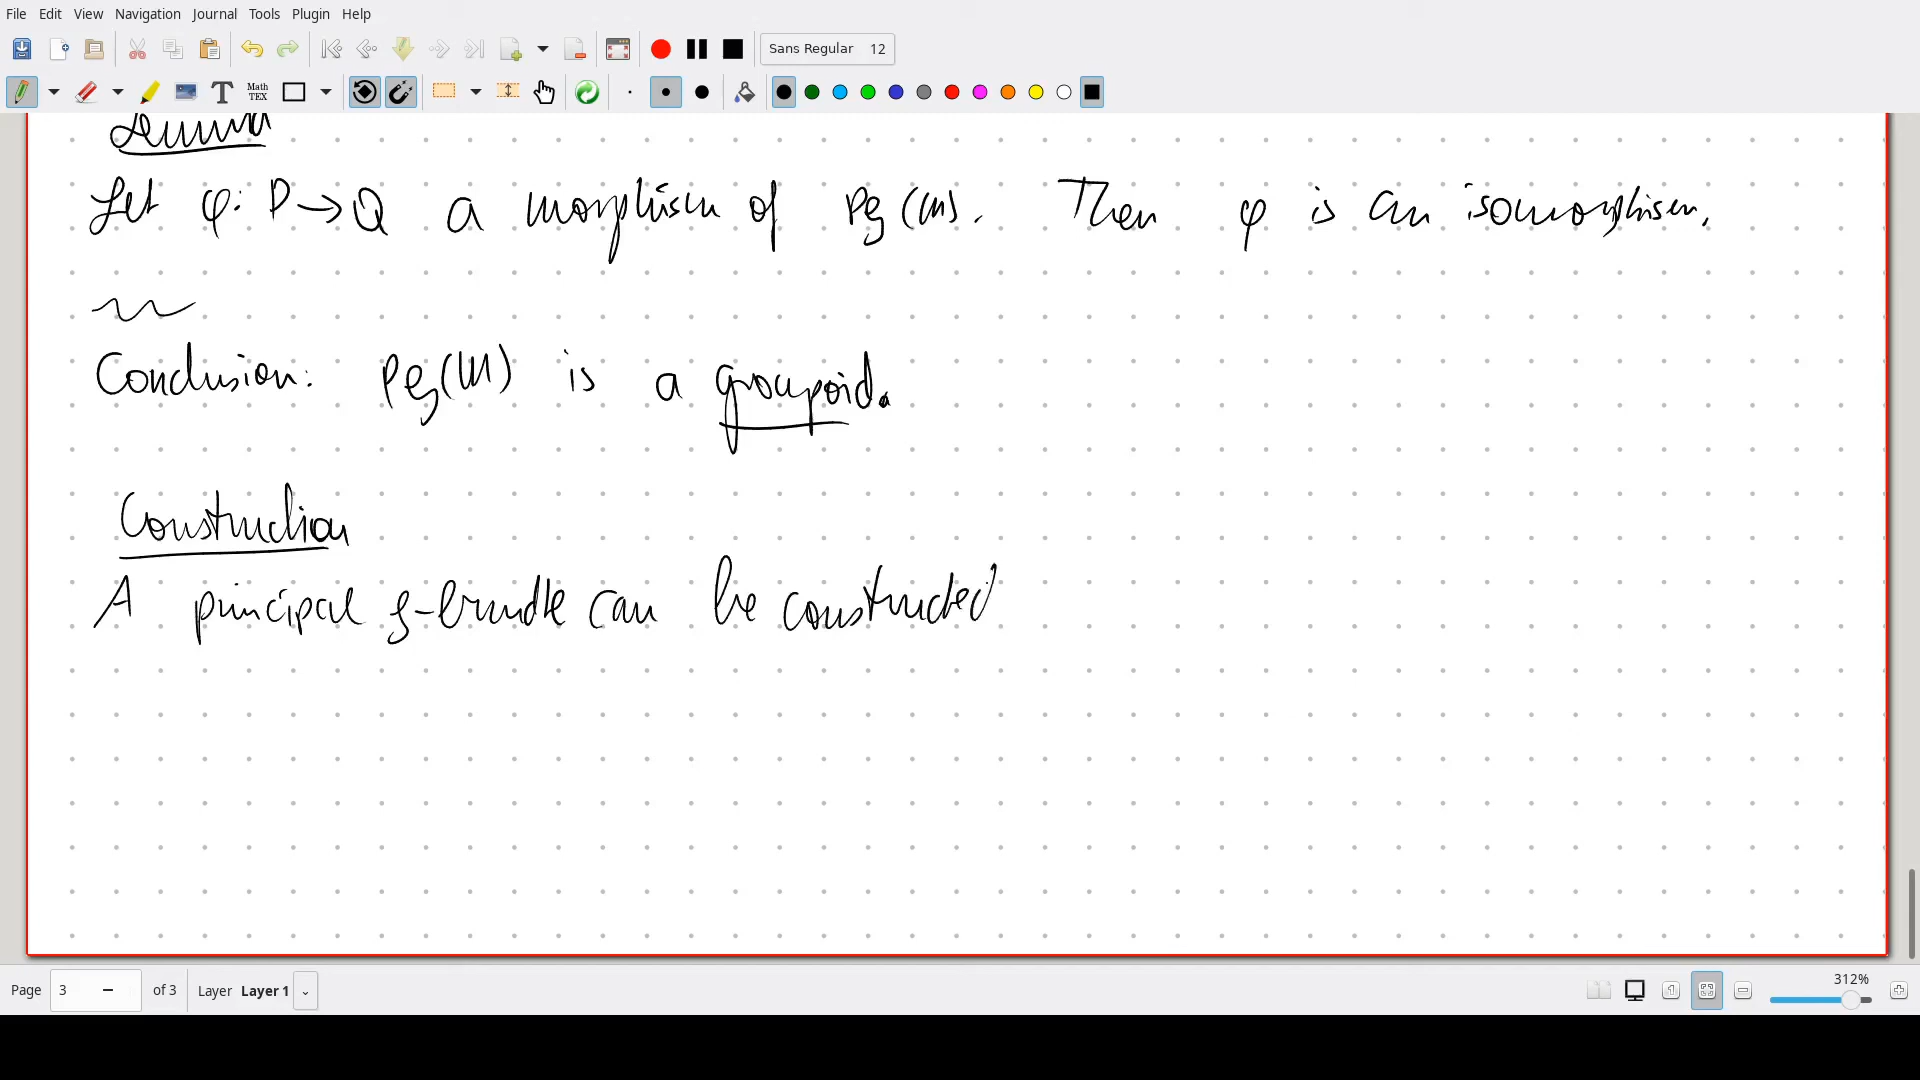 File Edit View Navigation Journal Tools Plugin Help
Sans Regular 12
Math TEX
Lemma
Let φ: P→Q a morphism of PG(M). Then φ is an isomorphism.
Conclusion: PG(M) is a groupoid.
Construction
A principal G-bundle can be constructed
Page 3 of 3 Layer Layer 1 312%